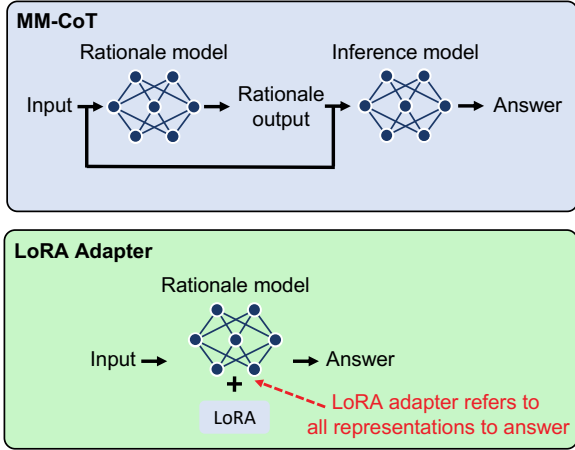 MM-CoT
Rationale model
Inference model
Input
Rationale
output
Answer
LoRA Adapter
Rationale model
Input
Answer
+
LoRA
LoRA adapter refers to
all representations to answer